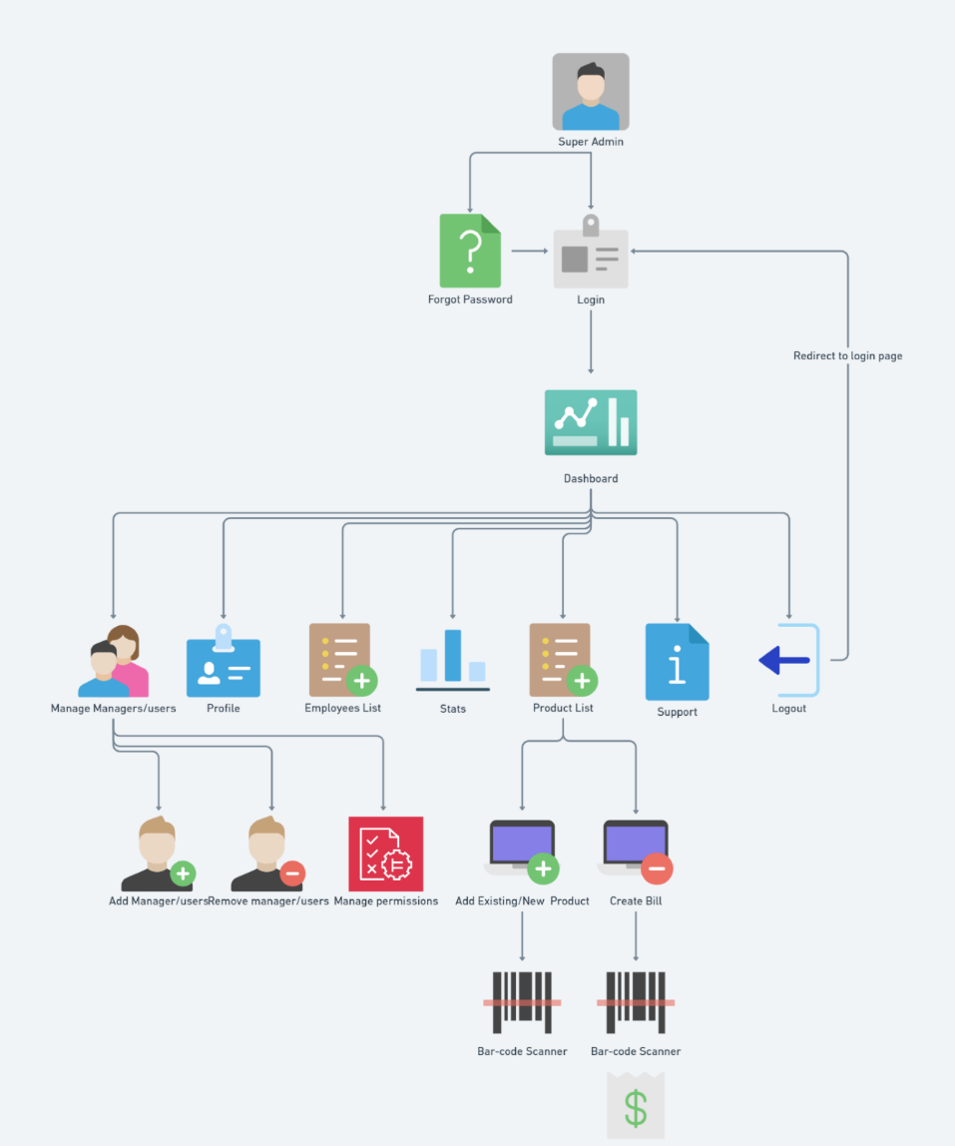 Super Admin
Forgot Password
Login
Redirect to login page
Dashboard
Manage Managers/users
Profile
Employees List
Stats
Product List
Support
Logout
Add Manager/users
Remove manager/users
Manage permissions
Add Existing/New Product
Create Bill
Bar-code Scanner
Bar-code Scanner
$